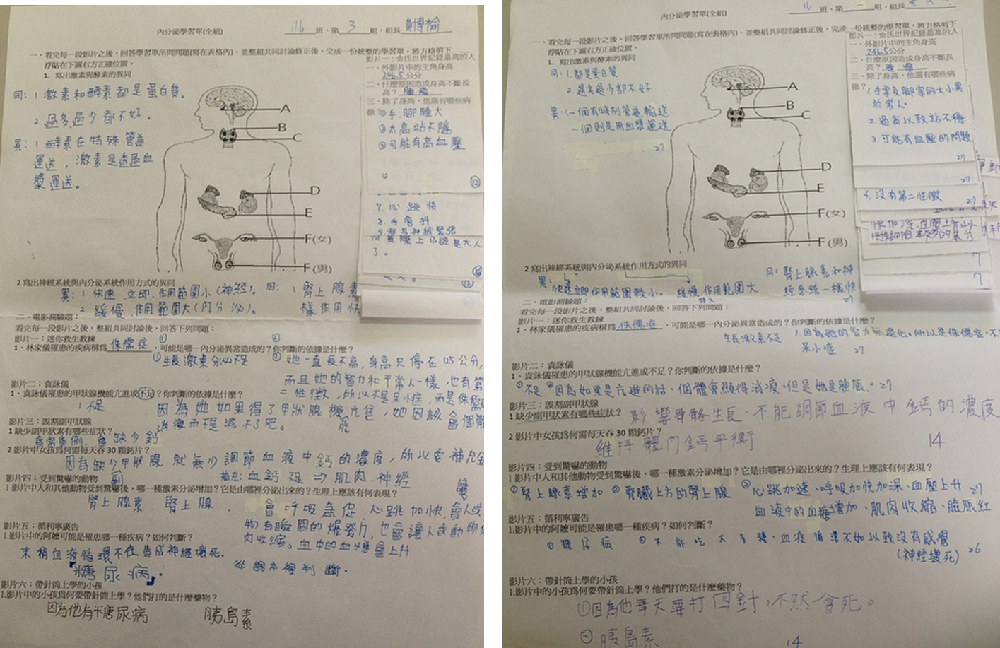 內分泌學習單(全組)
116 班、第 3 組，組長
一、看完每一段影片之後，回答學習單所問問題(寫在表格內)、並整組共同討論修正後，完成一份統整的學習單，將方格剪下
浮貼在下圖右方正確位置。
1. 寫出激素與酵素的異同
同：1 激素和酵素都是蛋白質。
2 過多過少都不好。
異：1 酵素在特殊管道
運送，激素是透過血
漿運送。
A
B
C
D
E
F(女)
F(男)
影片一：金氏世界紀錄最高的人
一、外影片中的主角身高
246.5公分
二、什麼原因造成身高不斷長
高？腫瘤
三、除了身高，他還有哪些病
徵？①手、腳腫大
②太高站不穩
③可能有高血壓
12
7. 心跳快
8. 手會抖
9. 容易神經緊張
實際上已經是大人
3。
2 寫出神經系統與內分泌系統作用方式的異同
異：1 快速、立即、作用範圍小(神經)。 同：1 腎上腺素
2 緩慢、作用範圍大(內分泌)。 樣作用快
二、電影測驗題：
看完每一段影片之後，整組共同討論後，回答下列問題：
影片一：迷你救生教練
1、林家儀罹患的疾病稱為 侏儒症 ，可能是哪一內分泌異常造成的？你判斷的依據是什麼？
①生長激素分泌不足 ②她一直長不高，身高只停在125公分，
而且她的智力和平常人一樣，也有第
二性徵，所以不是呆小症，而是侏儒
影片二：袁詠儀
1、袁詠儀罹患的甲狀腺機能亢進或不足？你判斷的依據是什麼？
1 不足 因為她如果得了甲狀腺機能亢進，她因該會個體
消瘦而不是減不了肥。
影片三：誤割副甲狀腺
1 缺少副甲狀素有哪些症狀？
會常昏倒，會缺少鈣
2 影片中女孩為何需每天吞 30 顆鈣片？
因為缺少副甲狀腺 就無少調節血液中鈣的濃度，所以要補充鈣
補充：血鈣 肌肉、神經
影片四：受到驚嚇的動物
1 影片中人和其他動物受到驚嚇後，哪一種激素分泌增加？它是由哪裡分泌出來的？生理上應該有何表現？
腎上腺素、腎上腺、 會呼吸急促 心跳加快，會人或
物有瞬間的爆發力，也會讓人或動物肌
肉收縮。血中的血糖會上升
影片五：循利寧廣告
1.影片中的阿嬤可能是罹患哪一種疾病？如何判斷？
末梢血液循環不佳 造成神經壞死. 從課本裡判斷.
「糖尿病」.
影片六：帶針筒上學的小孩
1.影片中的小孩為何要帶針筒上學？他們打的是什麼藥物？
因為他有糖尿病 胰島素
內分泌學習單(全組)
16 班、第 組，組長
一、看完每一段影片之後，回答學習單所問問題(寫在表格內)、並整組共同討論修正後，完成一份統整的學習單，將方格剪下
浮貼在下圖右方正確位置。
1. 寫出激素與酵素的異同
同：1. 都是蛋白質
2. 過多過少都不好
異：1. 一個有特別管道輸送
一個則是用血漿運送
27
A
B
C
D
E
F(女)
F(男)
影片一：金氏世界紀錄最高的人
一、外影片中的主角身高
246.5公分
二、什麼原因造成身高不斷長
高？腫瘤
三、除了身高，他還有哪些病
徵？1. 手掌及腳掌的大小異
於常人.
2. 過高以致站不穩
3. 可能有血壓的問題
27
27
4. 沒有第二性徵
27
7
7
2 寫出神經系統與內分泌系統作用方式的異同
異：快速立即作用範圍較小。 緩慢、作用範圍大 同：腎上腺素和神
經系統一樣快
27
二、電影測驗題：
看完每一段影片之後，整組共同討論後，回答下列問題：
影片一：迷你救生教練
1、林家儀罹患的疾病稱為 侏儒症 ，可能是哪一內分泌異常造成的？你判斷的依據是什麼？
生長激素不足 1. 因為她的智力無退化，所以是侏儒症，不
呆小症 27
影片二：袁詠儀
1、袁詠儀罹患的甲狀腺機能亢進或不足？你判斷的依據是什麼？
①不足 ②因為如果是亢進的話，個體會顯得消瘦，但是她是腫脹。27
影片三：誤割副甲狀腺
1 缺少副甲狀素有哪些症狀？ 影響骨骼生長、不能調節血液中鈣的濃度
2 影片中女孩為何需每天吞 30 顆鈣片？
維持體內鈣平衡 14
影片四：受到驚嚇的動物
1 影片中人和其他動物受到驚嚇後，哪一種激素分泌增加？它是由哪裡分泌出來的？生理上應該有何表現？
①腎上腺素增加 ②腎臟上方的腎上腺 ③心跳加速、呼吸加快加深、血壓上升 27
血液中的血糖增加、肌肉收縮、臉脹紅
影片五：循利寧廣告
1.影片中的阿嬤可能是罹患哪一種疾病？如何判斷？
①糖尿病 ②不能吃太多糖、血液循環不如以致沒有感覺
(神經壞死) 26
影片六：帶針筒上學的小孩
1.影片中的小孩為何要帶針筒上學？他們打的是什麼藥物？
①因為他每天要打四針，不然會死。
②胰島素 14